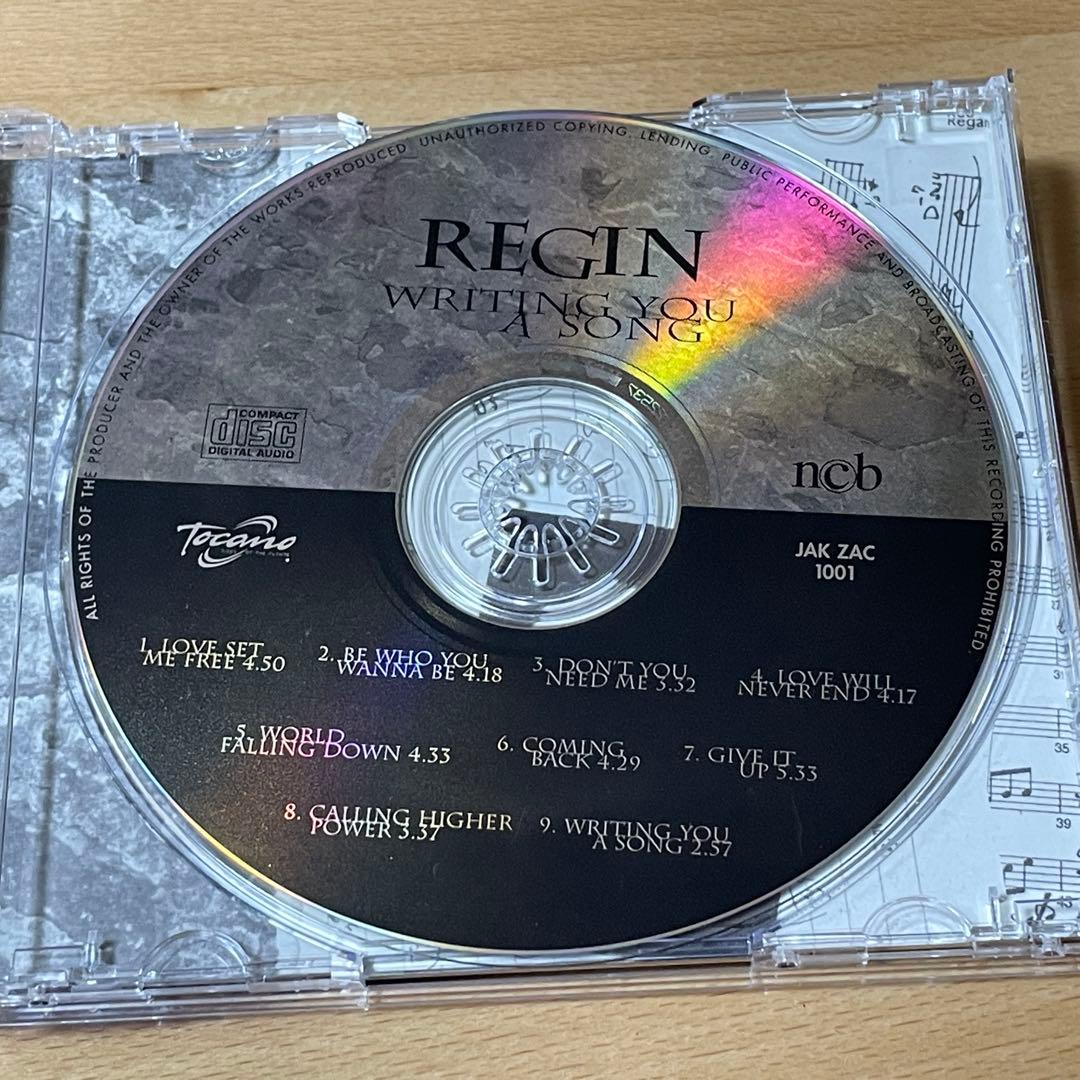 ALL RIGHTS OF THE PRODUCER AND THE OWNER OF THE WORKS REPRODUCED. UNAUTHORIZED COPYING, LENDING, PUBLIC PERFORMANCE AND BROADCASTING OF THIS RECORDING PROHIBITED.
REGIN
WRITING YOU
A SONG
COMPACT
disc
DIGITAL AUDIO
ncb
Tocano
JAK ZAC
1001
1. LOVE SET
ME FREE 4.50
2. BE WHO YOU
WANNA BE 4.18
3. DON'T YOU
NEED ME 3.32
4. LOVE WILL
NEVER END 4.17
5. WORLD
FALLING DOWN 4.33
6. COMING
BACK 4.29
7. GIVE IT
UP 5.33
8. CALLING HIGHER
POWER 3.37
9. WRITING YOU
A SONG 2.57
31
35
39